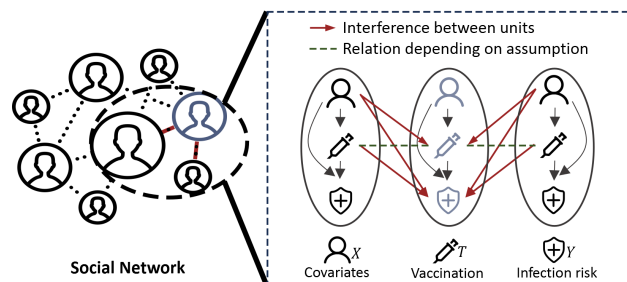 Interference between units
Relation depending on assumption
X
T
Y
Covariates
Vaccination
Infection risk
Social Network